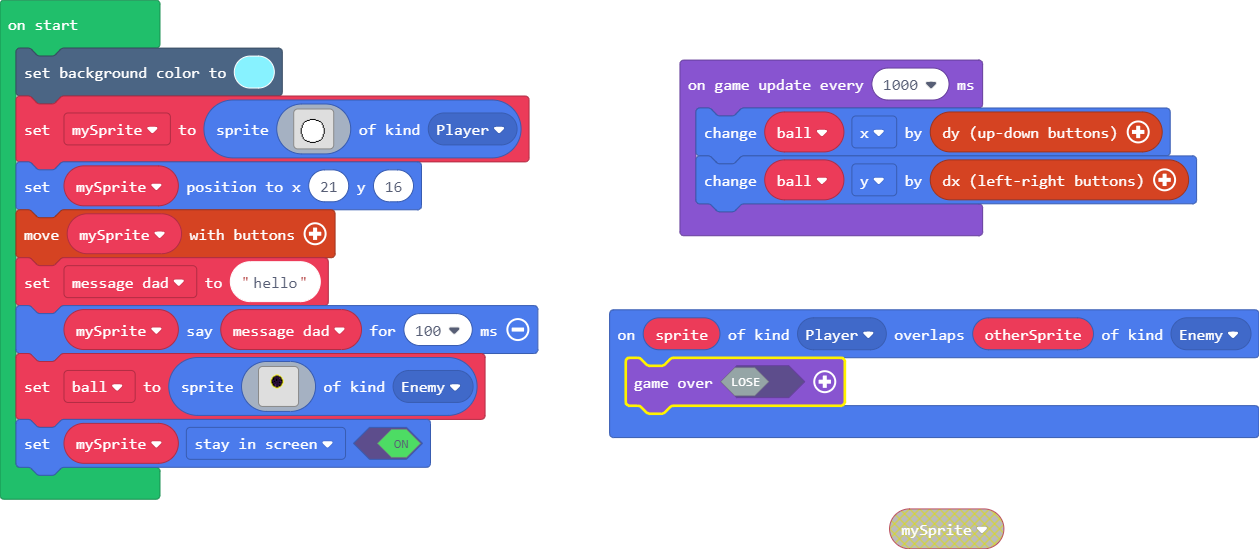 on start
set background color to
set mySprite to sprite of kind Player
set mySprite position to x 21 y 16
move mySprite with buttons
set message dad to "hello"
mySprite say message dad for 100 ms
set ball to sprite of kind Enemy
set mySprite stay in screen ON
on game update every 1000 ms
change ball x by dy (up-down buttons)
change ball y by dx (left-right buttons)
on sprite of kind Player overlaps otherSprite of kind Enemy
game over LOSE
mySprite